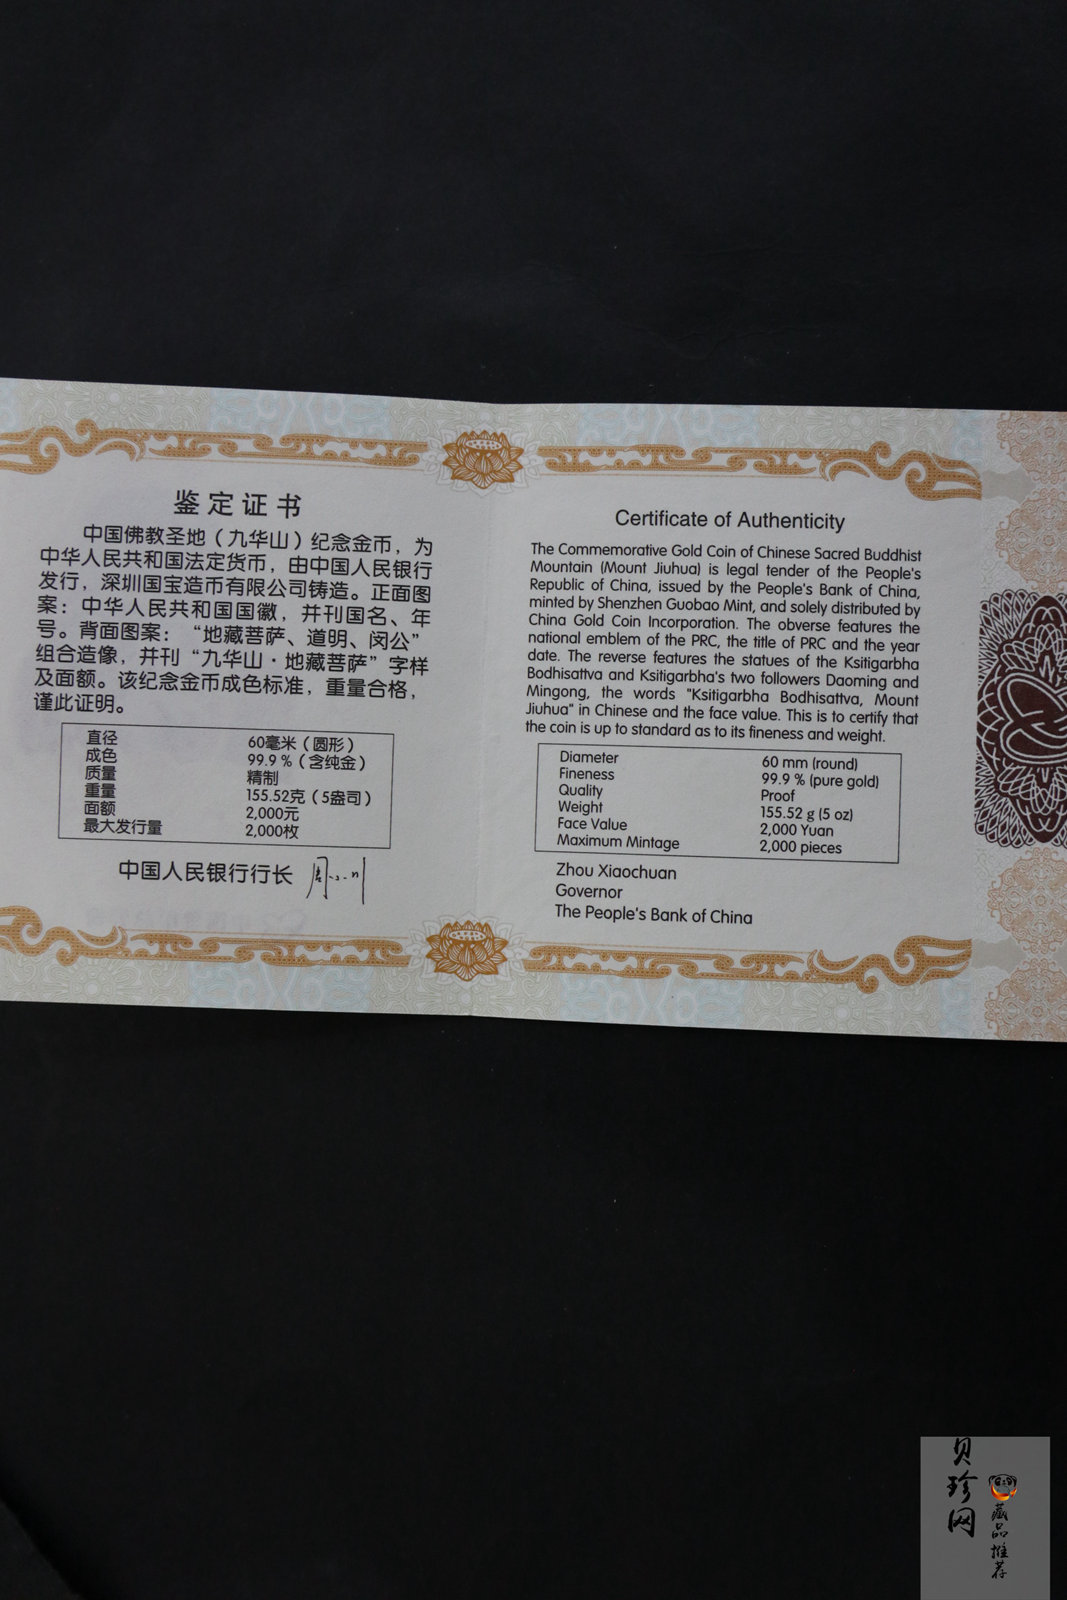 鉴定证书
中国佛教圣地（九华山）纪念金币，为
中华人民共和国法定货币，由中国人民银行
发行，深圳国宝造币有限公司铸造。正面图
案：中华人民共和国国徽，并刊国名、年
号。背面图案：“地藏菩萨、道明、闵公”
组合造像，并刊“九华山·地藏菩萨”字样
及面额。该纪念金币成色标准，重量合格，
谨此证明。
直径 60毫米（圆形）
成色 99.9％（含纯金）
质量 精制
重量 155.52克（5盎司）
面额 2,000元
最大发行量 2,000枚
中国人民银行行长 周小川
Certificate of Authenticity
The Commemorative Gold Coin of Chinese Sacred Buddhist
Mountain (Mount Jiuhua) is legal tender of the People's
Republic of China, issued by the People's Bank of China,
minted by Shenzhen Guobao Mint, and solely distributed by
China Gold Coin Incorporation. The obverse features the
national emblem of the PRC, the title of PRC and the year
date. The reverse features the statues of the Ksitigarbha
Bodhisattva and Ksitigarbha's two followers Daoming and
Mingong, the words "Ksitigarbha Bodhisattva, Mount
Jiuhua" in Chinese and the face value. This is to certify that
the coin is up to standard as to its fineness and weight.
Diameter 60 mm (round)
Fineness 99.9 % (pure gold)
Quality Proof
Weight 155.52 g (5 oz)
Face Value 2,000 Yuan
Maximum Mintage 2,000 pieces
Zhou Xiaochuan
Governor
The People's Bank of China
贝珍网
藏品推荐